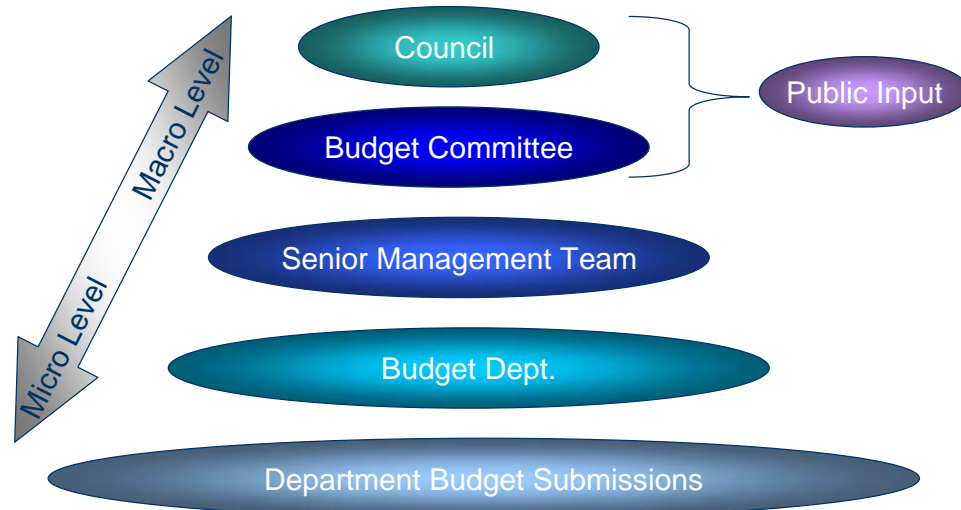 Council
Public Input
Budget Committee
Macro Level
Senior Management Team
Micro Level
Budget Dept.
Department Budget Submissions